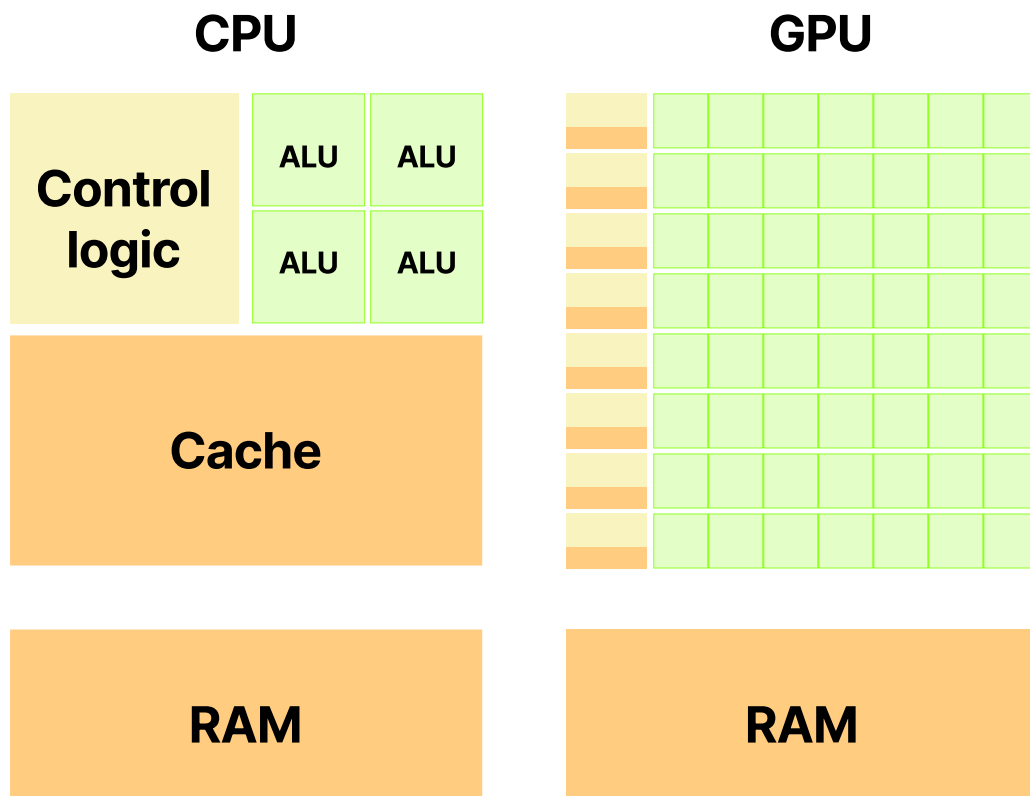 CPU
GPU
Control
logic
ALU
ALU
ALU
ALU
Cache
RAM
RAM